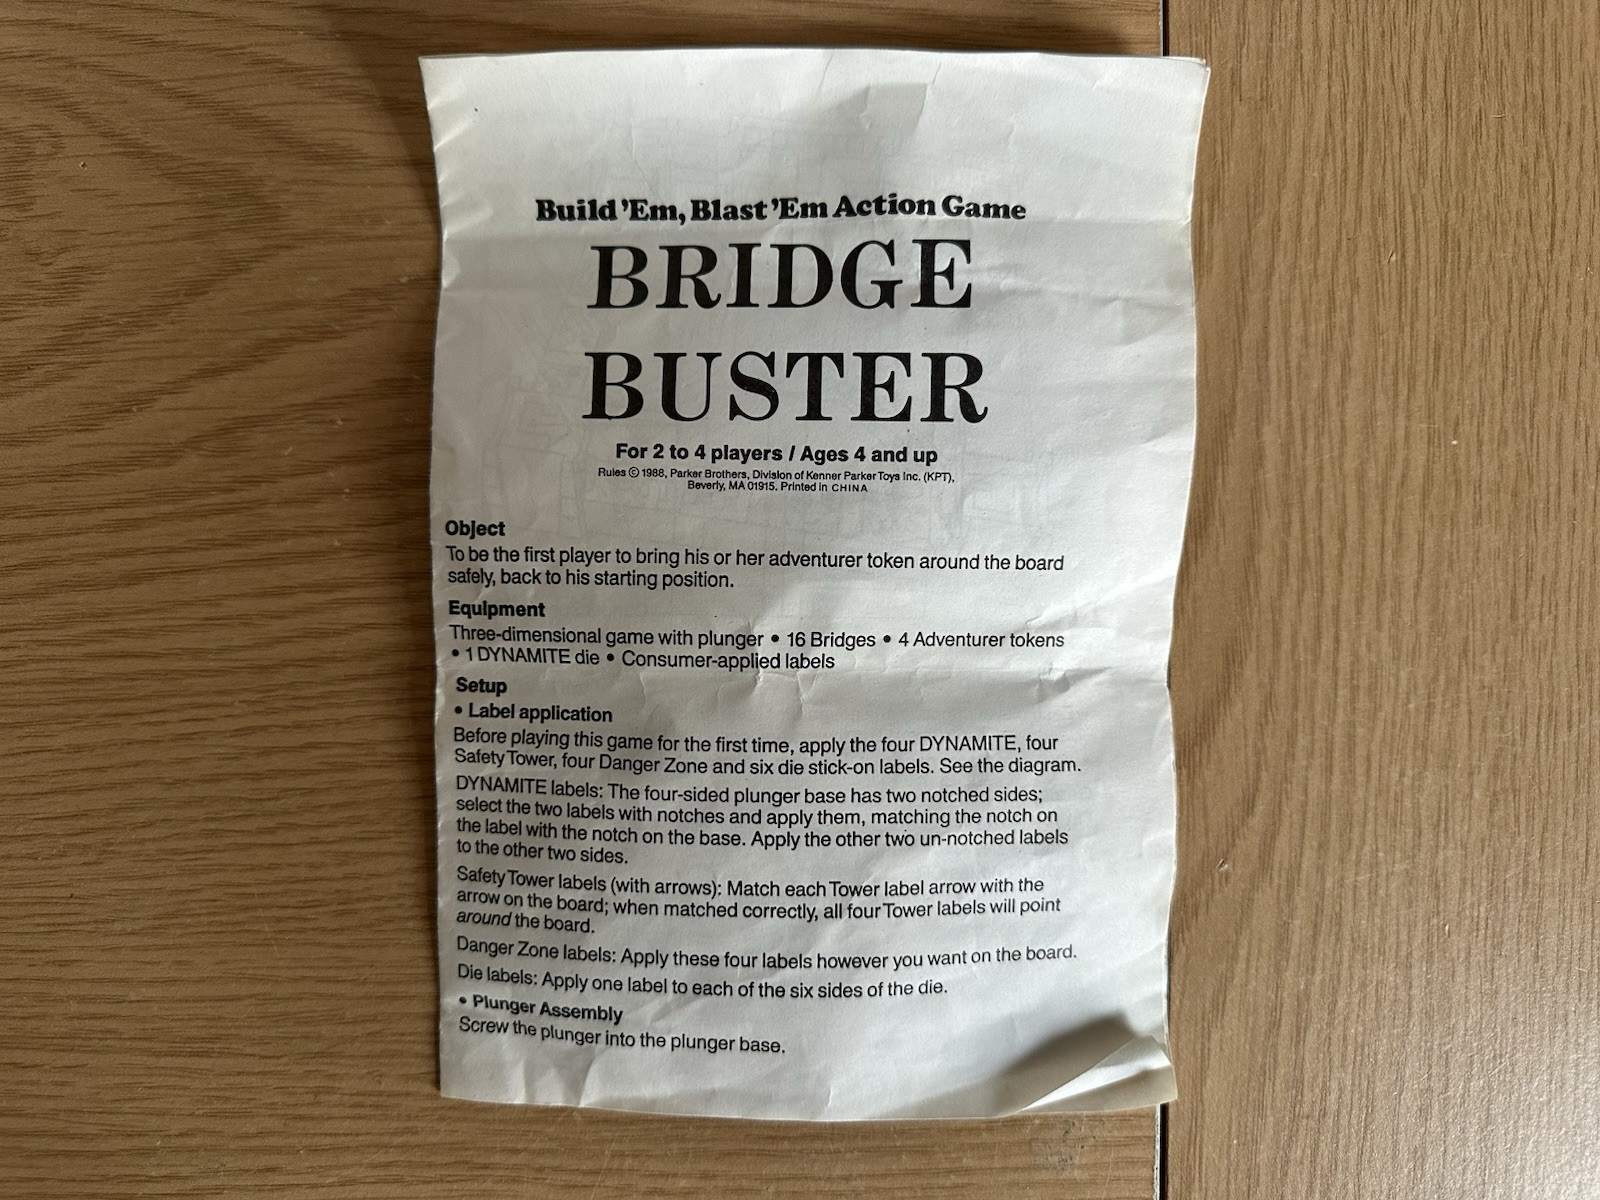 Build 'Em, Blast 'Em Action Game
BRIDGE
BUSTER
For 2 to 4 players / Ages 4 and up
Rules © 1988, Parker Brothers, Division of Kenner Parker Toys Inc. (KPT),
Beverly, MA 01915. Printed in CHINA
Object
To be the first player to bring his or her adventurer token around the board
safely, back to his starting position.
Equipment
Three-dimensional game with plunger • 16 Bridges • 4 Adventurer tokens
• 1 DYNAMITE die • Consumer-applied labels
Setup
• Label application
Before playing this game for the first time, apply the four DYNAMITE, four
Safety Tower, four Danger Zone and six die stick-on labels. See the diagram.
DYNAMITE labels: The four-sided plunger base has two notched sides;
select the two labels with notches and apply them, matching the notch on
the label with the notch on the base. Apply the other two un-notched labels
to the other two sides.
Safety Tower labels (with arrows): Match each Tower label arrow with the
arrow on the board; when matched correctly, all four Tower labels will point
around the board.
Danger Zone labels: Apply these four labels however you want on the board.
Die labels: Apply one label to each of the six sides of the die.
• Plunger Assembly
Screw the plunger into the plunger base.